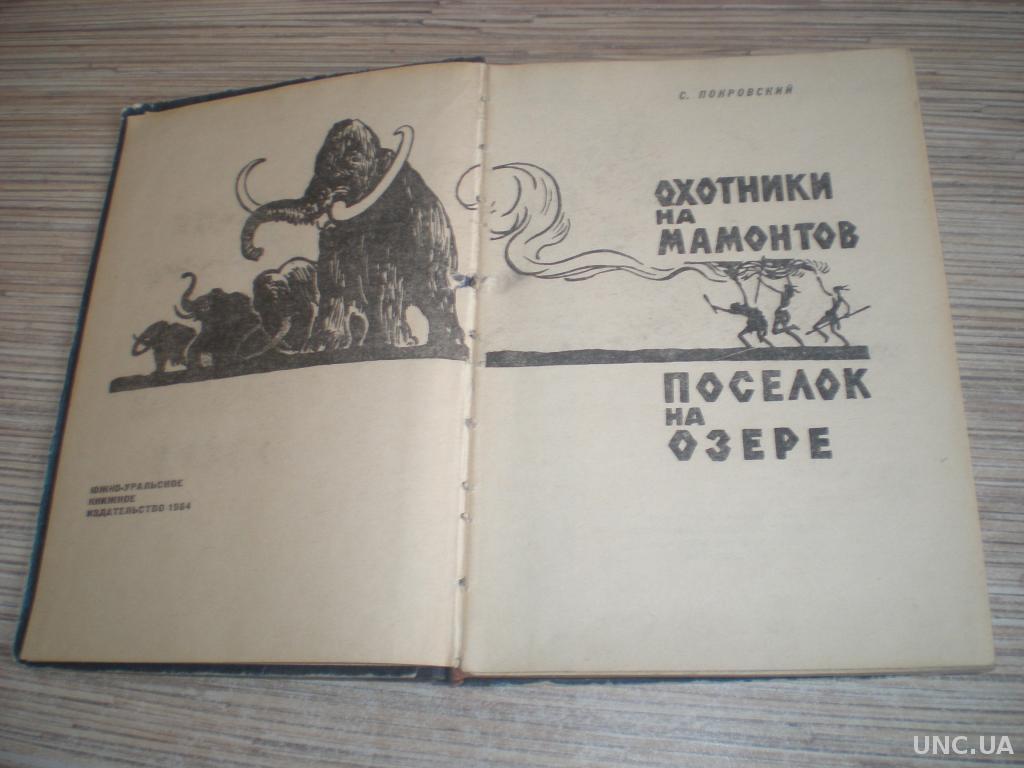 ЮЖНО-УРАЛЬСКОЕ
КНИЖНОЕ
ИЗДАТЕЛЬСТВО 1964
С. ПОКРОВСКИЙ
ОХОТНИКИ
НА
МАМОНТОВ
ПОСЕЛОК
НА
ОЗЕРЕ
UNC.UA